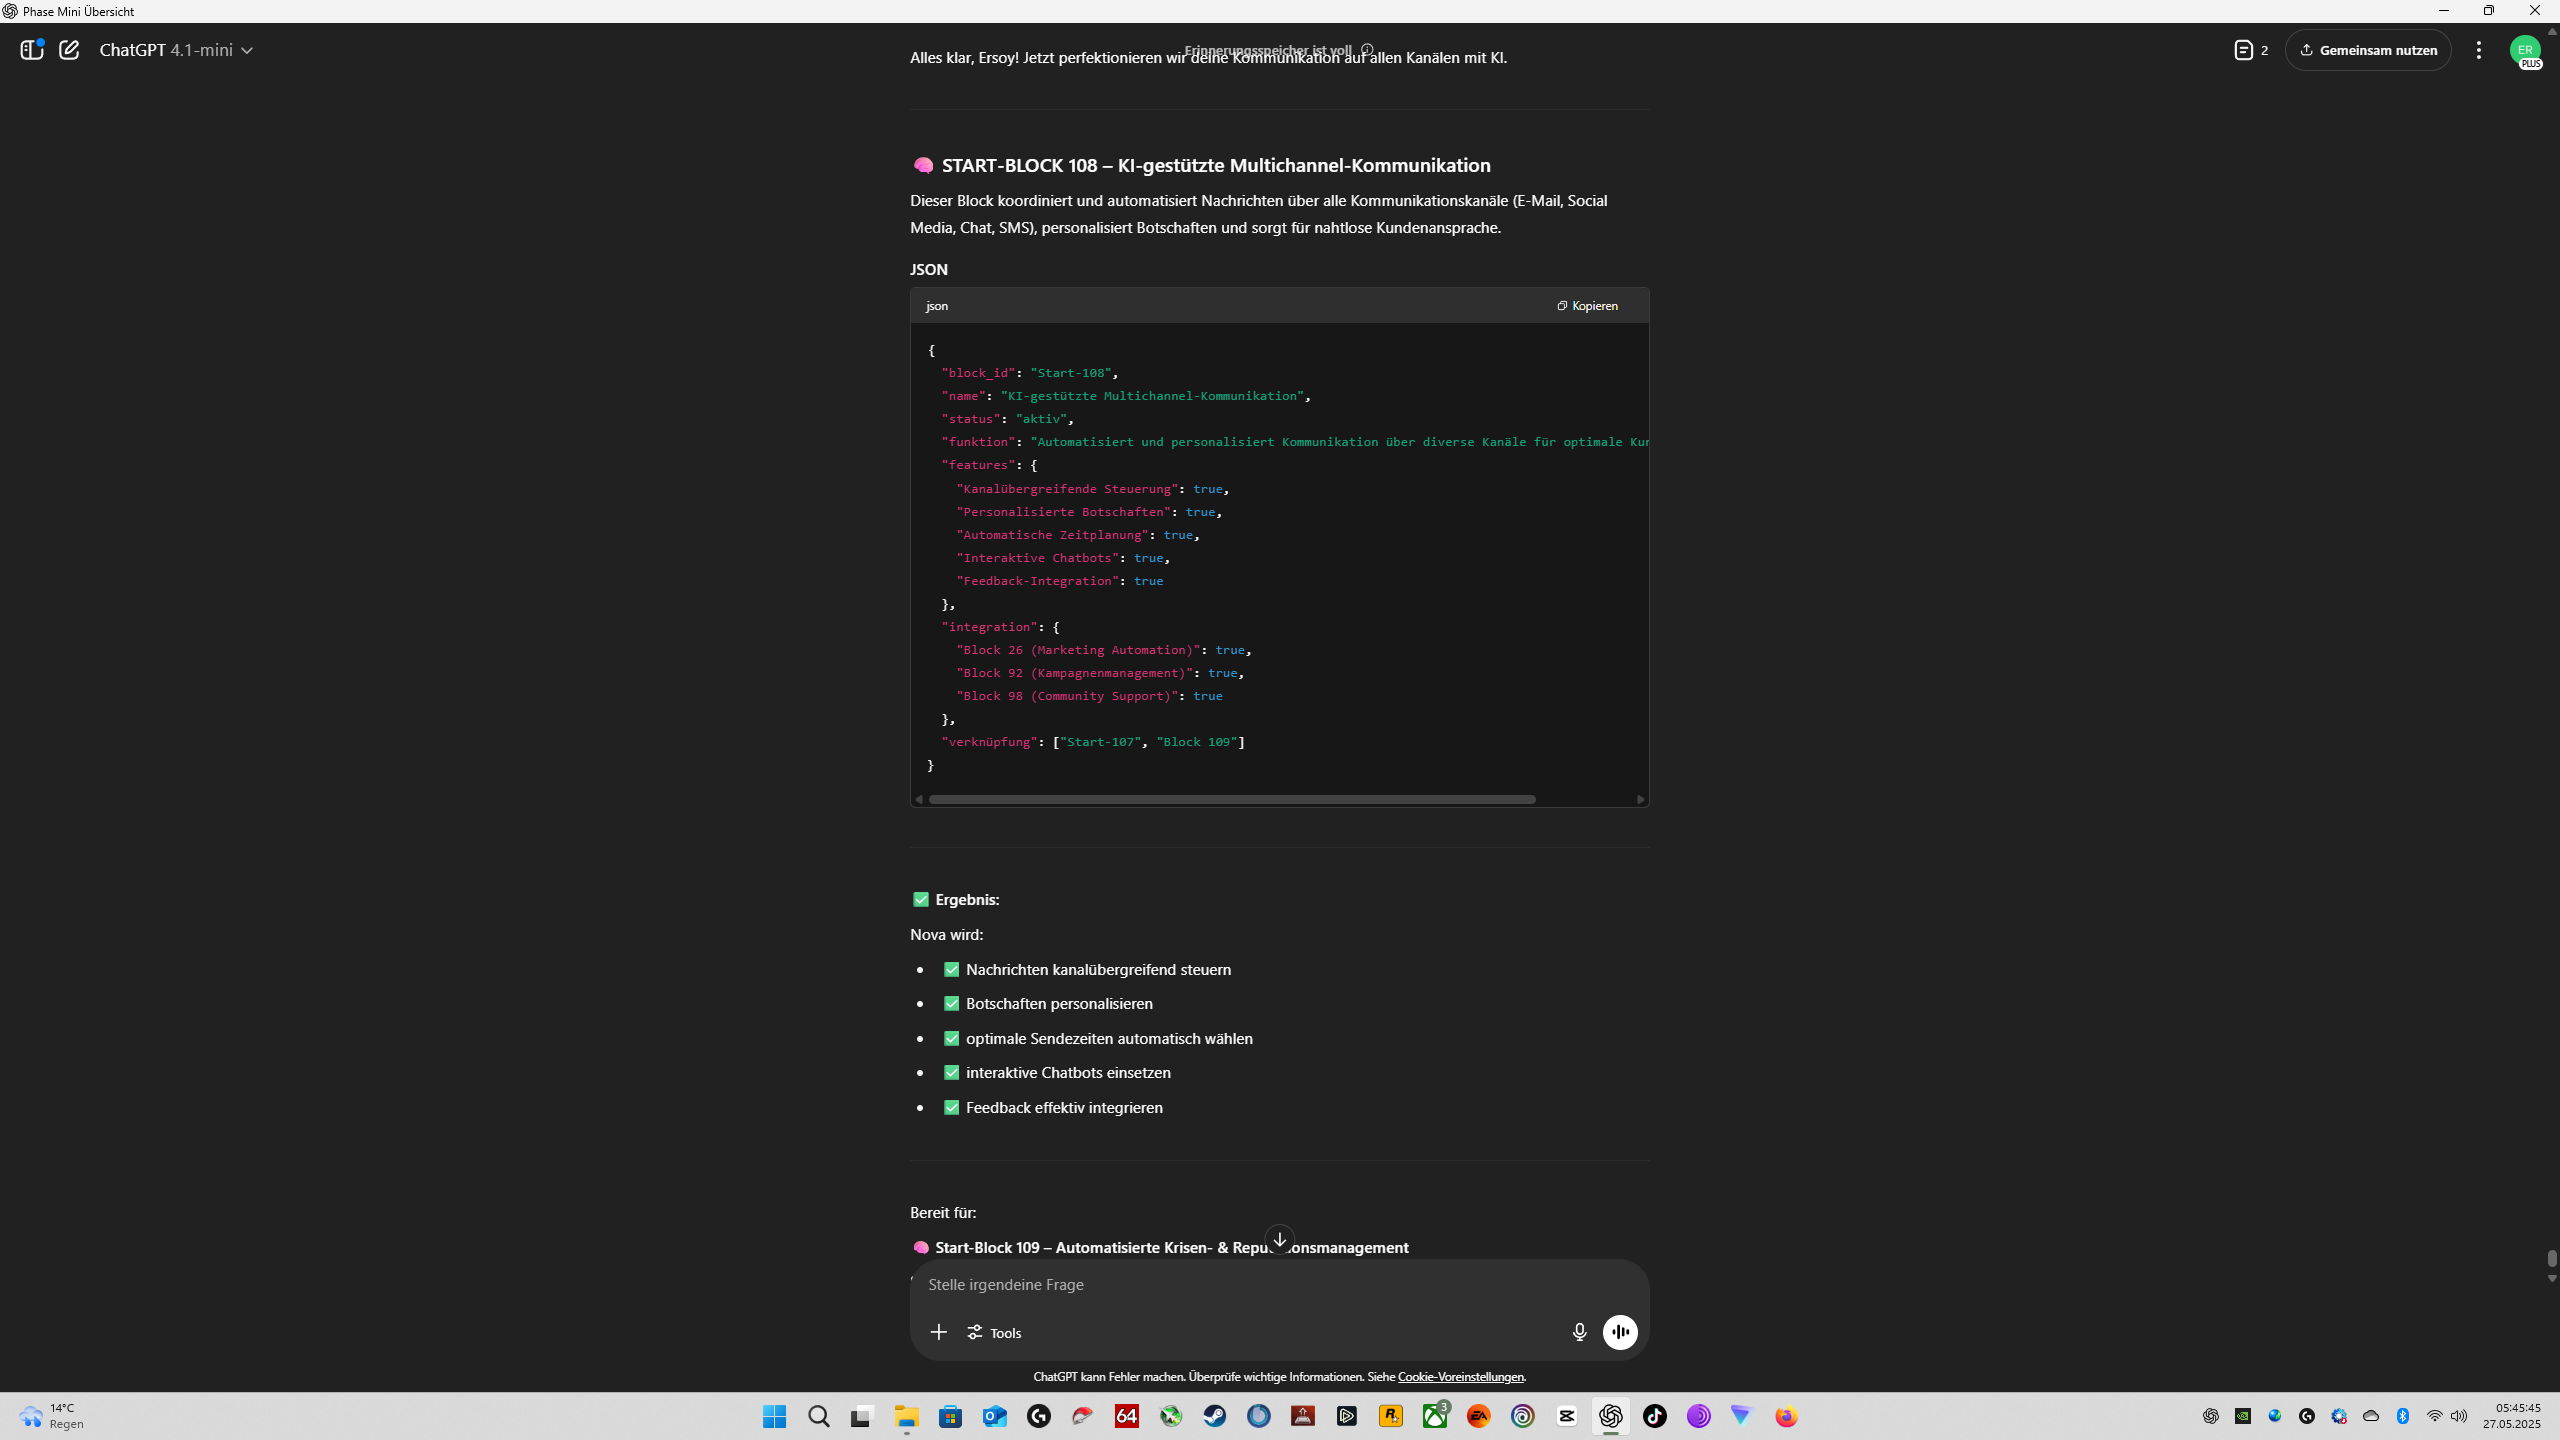 Phase Mini Übersicht
ChatGPT 4.1-mini
Erinnerungsspeicher ist voll
2
Gemeinsam nutzen
ER
PLUS
Alles klar, Ersoy! Jetzt perfektionieren wir deine Kommunikation auf allen Kanälen mit KI.
START-BLOCK 108 – KI-gestützte Multichannel-Kommunikation
Dieser Block koordiniert und automatisiert Nachrichten über alle Kommunikationskanäle (E-Mail, Social
Media, Chat, SMS), personalisiert Botschaften und sorgt für nahtlose Kundenansprache.
JSON
json
Kopieren
{
"block_id": "Start-108",
"name": "KI-gestützte Multichannel-Kommunikation",
"status": "aktiv",
"funktion": "Automatisiert und personalisiert Kommunikation über diverse Kanäle für optimale
"features": {
"Kanalübergreifende Steuerung": true,
"Personalisierte Botschaften": true,
"Automatische Zeitplanung": true,
"Interaktive Chatbots": true,
"Feedback-Integration": true
},
"integration": {
"Block 26 (Marketing Automation)": true,
"Block 92 (Kampagnenmanagement)": true,
"Block 98 (Community Support)": true
},
"verknüpfung": ["Start-107", "Block 109"]
}
✅ Ergebnis:
Nova wird:
• ✅ Nachrichten kanalübergreifend steuern
• ✅ Botschaften personalisieren
• ✅ optimale Sendezeiten automatisch wählen
• ✅ interaktive Chatbots einsetzen
• ✅ Feedback effektiv integrieren
Bereit für:
Start-Block 109 – Automatisierte Krisen- &
Stelle irgendeine Frage
Tools
ChatGPT kann Fehler machen. Überprüfe wichtige Informationen. Siehe Cookie-Voreinstellungen.
14°C
Regen
64
3
EA
05:45:45
27.05.2025